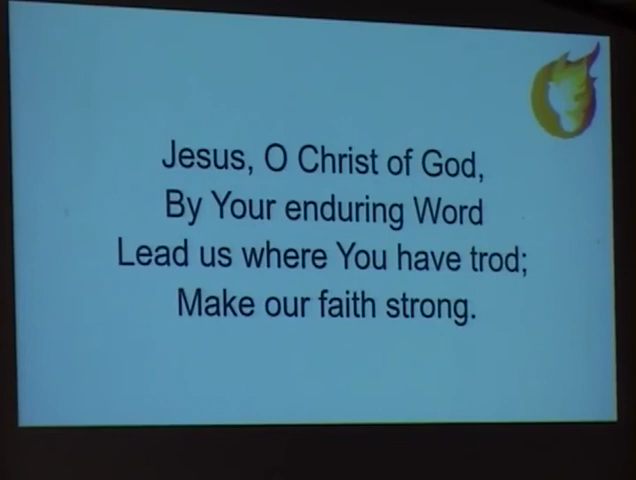 Jesus, O Christ of God,
By Your enduring Word
Lead us where You have trod;
Make our faith strong.